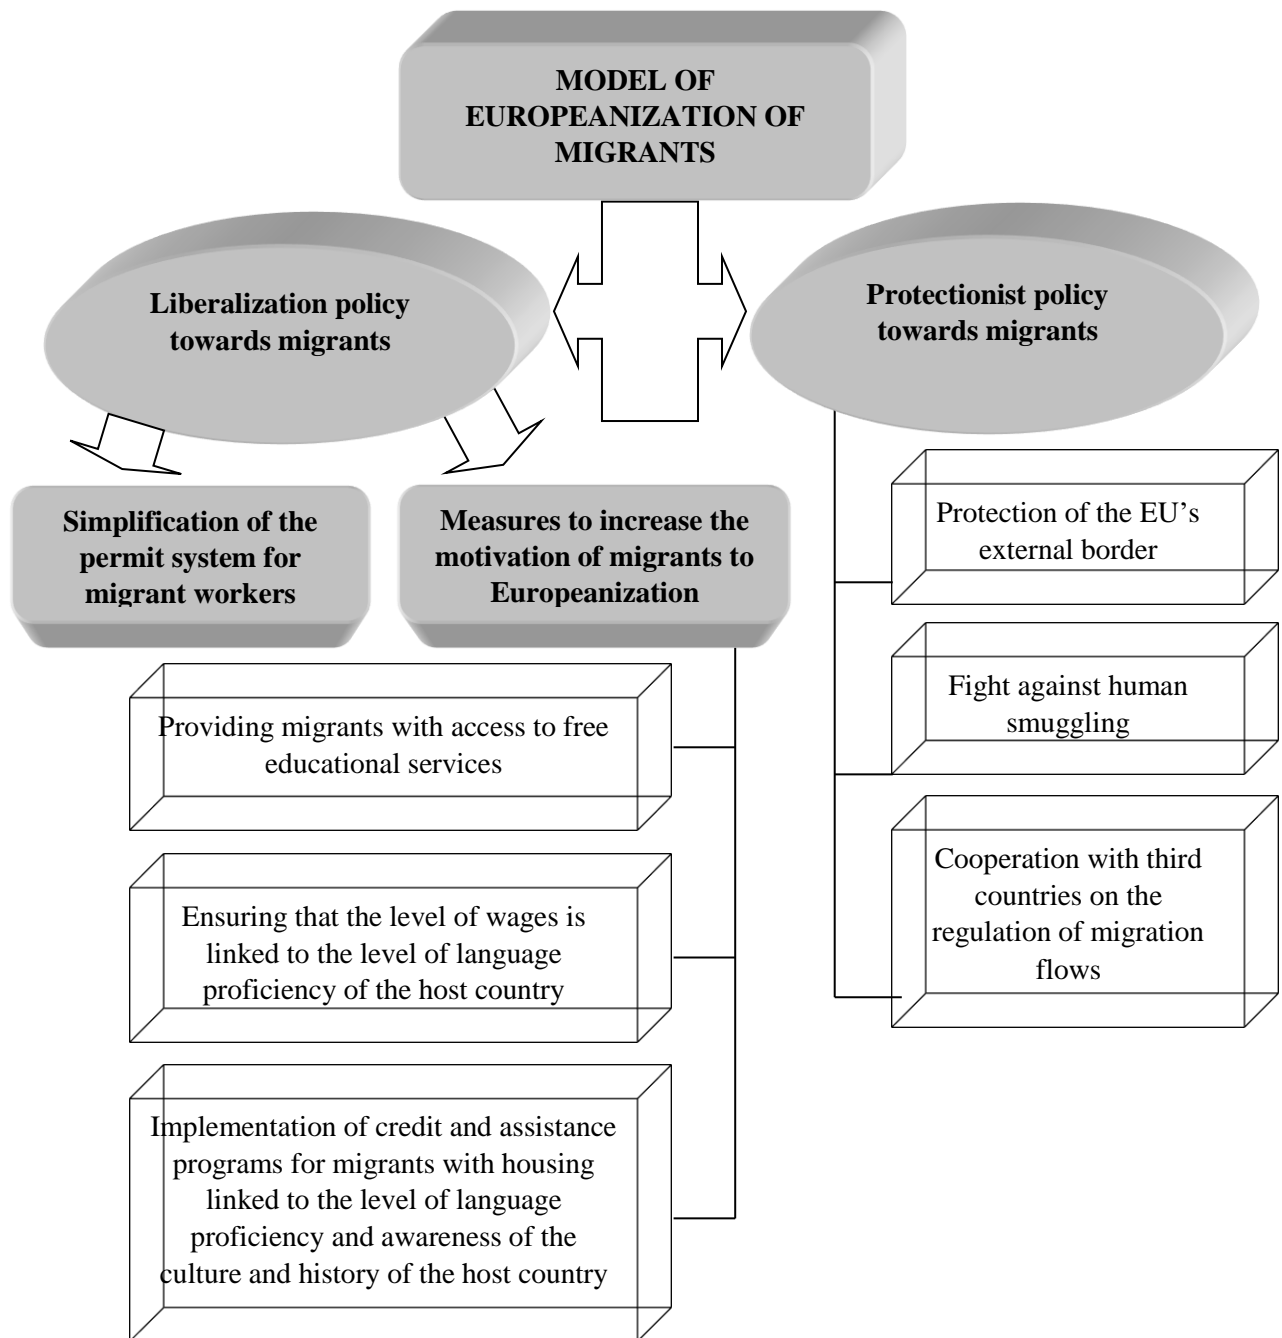 MODEL OF
EUROPEANIZATION OF
MIGRANTS
Liberalization policy
towards migrants
Protectionist policy
towards migrants
Simplification of the
permit system for
migrant workers
Measures to increase the
motivation of migrants to
Europeanization
Protection of the EU’s
external border
Fight against human
smuggling
Cooperation with third
countries on the
regulation of migration
flows
Providing migrants with access to free
educational services
Ensuring that the level of wages is
linked to the level of language
proficiency of the host country
Implementation of credit and assistance
programs for migrants with housing
linked to the level of language
proficiency and awareness of the
culture and history of the host country